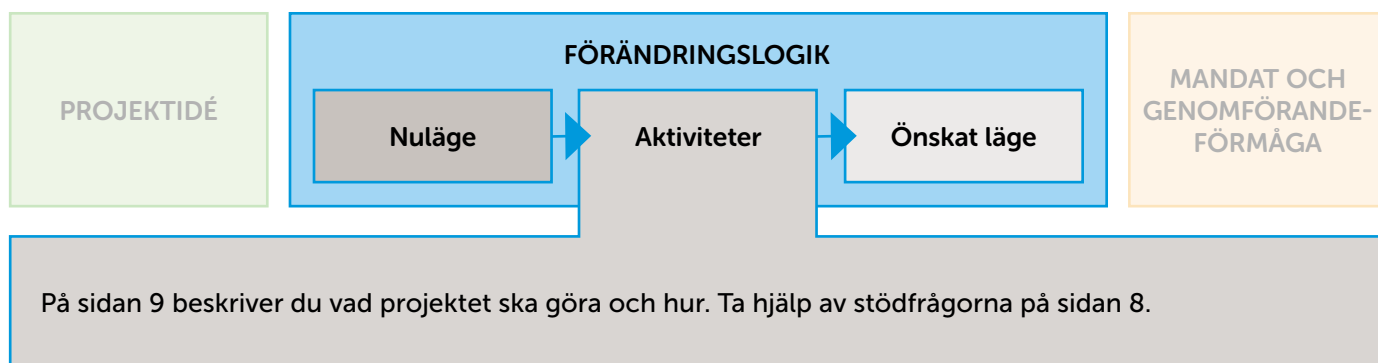 PROJEKTIDÉ
FÖRÄNDRINGSLOGIK
Nuläge
Aktiviteter
Önskat läge
MANDAT OCH
GENOMFÖRANDE-
FÖRMÅGA
På sidan 9 beskriver du vad projektet ska göra och hur. Ta hjälp av stödfrågorna på sidan 8.